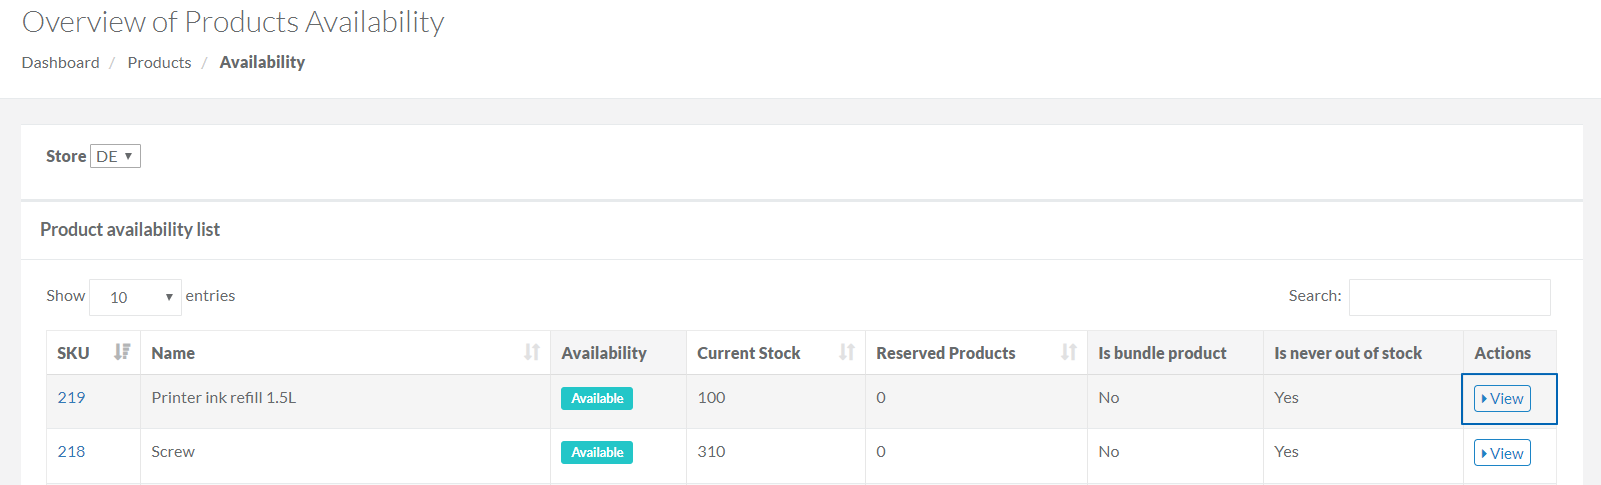 Overview of Products Availability
Dashboard / Products / Availability
Store DE
Product availability list
Show 10 entries Search:
SKU Name Availability Current Stock Reserved Products Is bundle product Is never out of stock Actions
219 Printer ink refill 1.5L Available 100 0 No Yes View
218 Screw Available 310 0 No Yes View